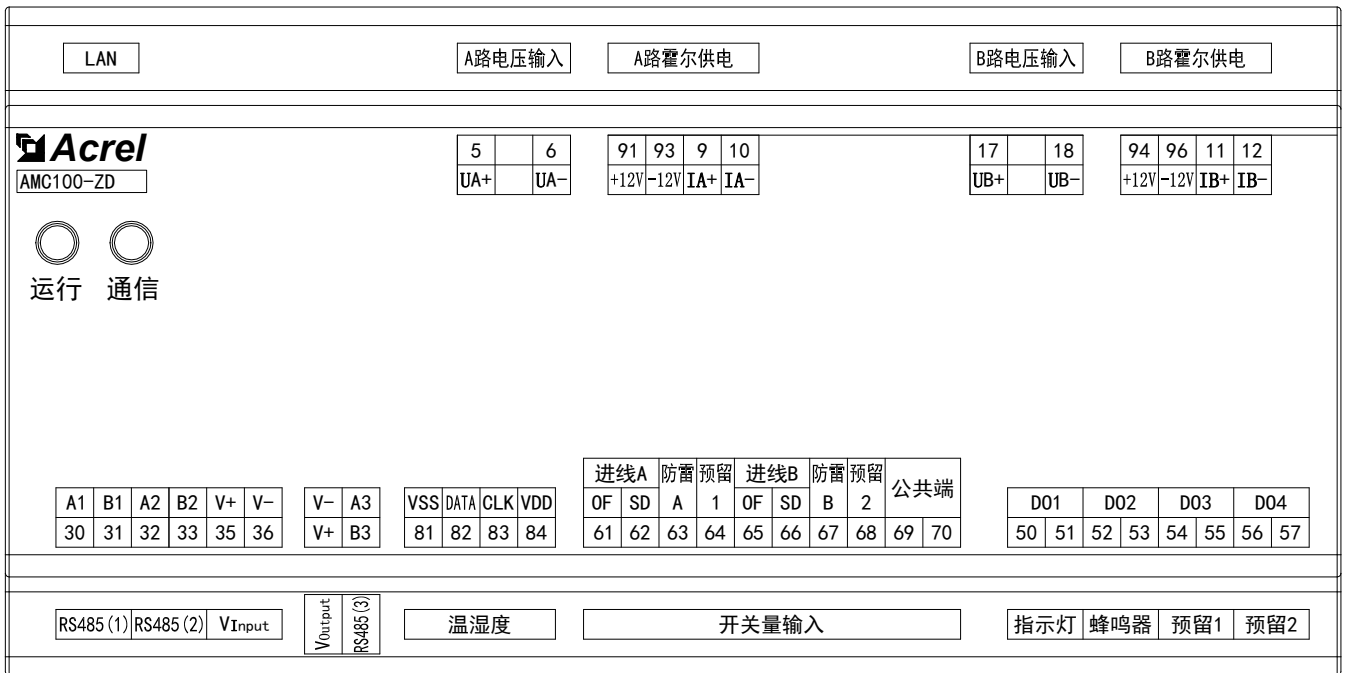 LAN A路电压输入 A路霍尔供电 B路电压输入 B路霍尔供电
Acrel
AMC100-ZD
5 6 91 93 9 10 17 18 94 96 11 12
UA+ UA- +12V -12V IA+ IA- UB+ UB- +12V -12V IB+ IB-
运行 通信
进线A 防雷 预留 进线B 防雷 预留 公共端
A1 B1 A2 B2 V+ V- V- A3 VSS DATA CLK VDD OF SD A 1 OF SD B 2 DO1 DO2 DO3 DO4
30 31 32 33 35 36 V+ B3 81 82 83 84 61 62 63 64 65 66 67 68 69 70 50 51 52 53 54 55 56 57
RS485(1) RS485(2) VInput VOutput RS485(3) 温湿度 开关量输入 指示灯 蜂鸣器 预留1 预留2